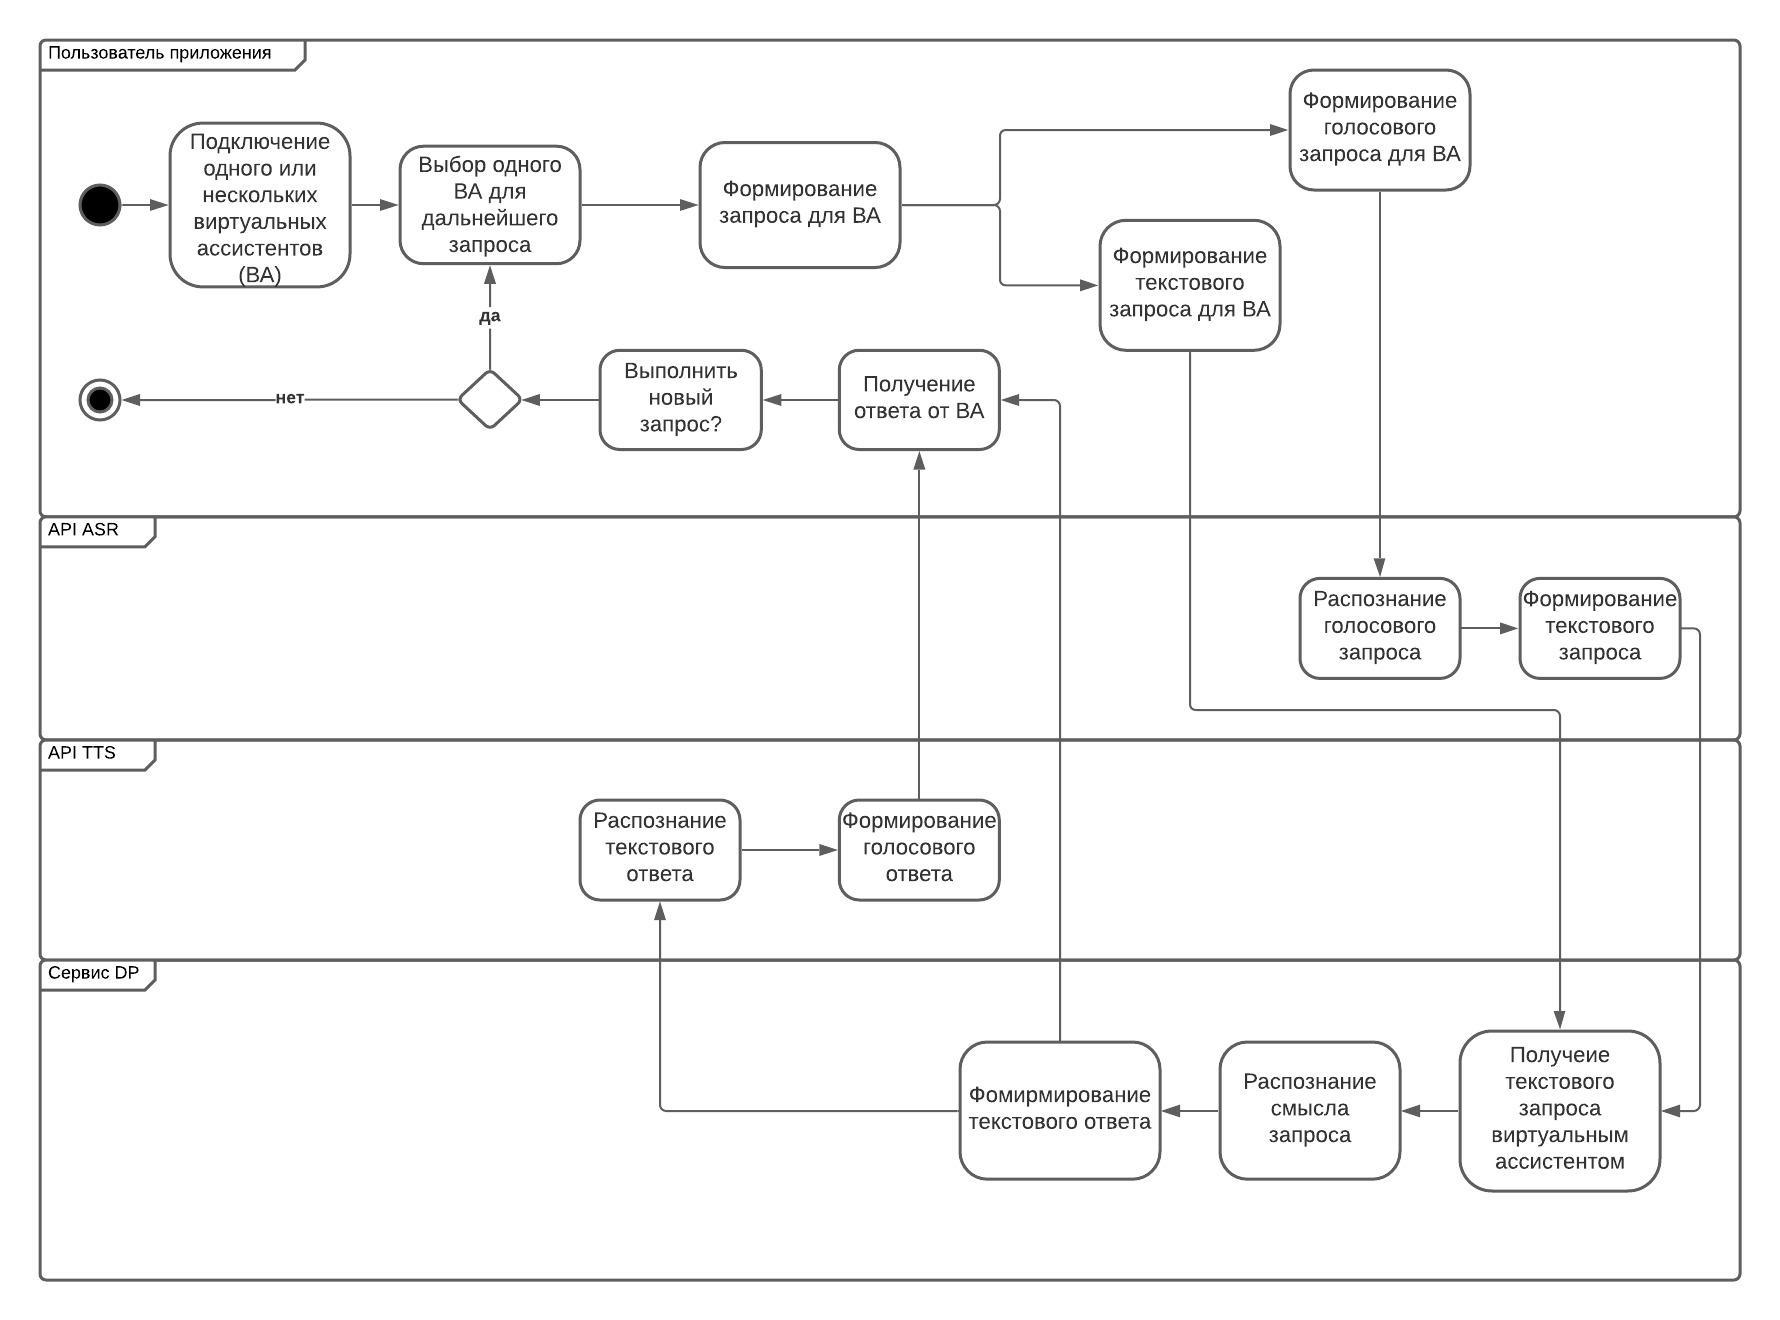 Пользователь приложения
Подключение
одного или
нескольких
виртуальных
ассистентов
(ВА)
Выбор одного
ВА для
дальнейшего
запроса
Формирование
запроса для ВА
Формирование
голосового
запроса для ВА
Формирование
текстового
запроса для ВА
да
нет
Выполнить
новый
запрос?
Получение
ответа от ВА
API ASR
Распознание
голосового
запроса
Формирование
текстового
запроса
API TTS
Распознание
текстового
ответа
Формирование
голосового
ответа
Сервис DP
Фомирмирование
текстового ответа
Распознание
смысла
запроса
Получеие
текстового
запроса
виртуальным
ассистентом